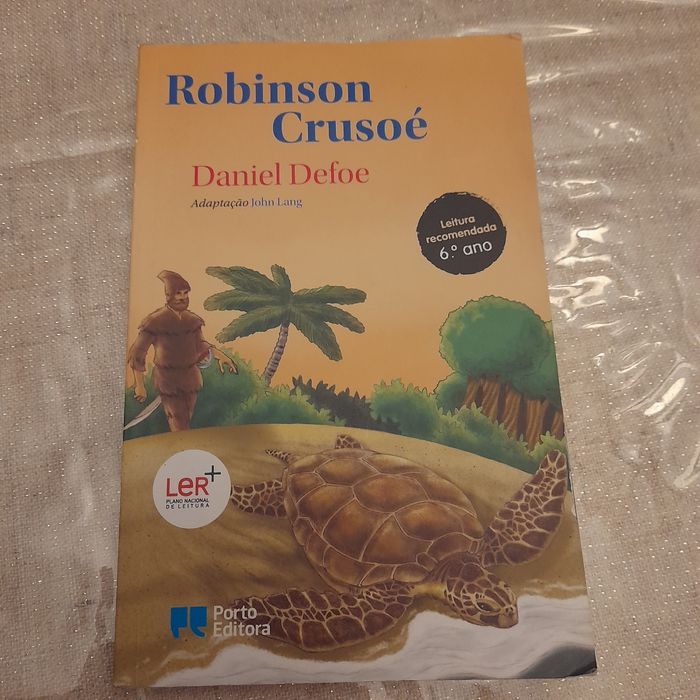 Robinson
Crusoé
Daniel Defoe
Adaptação John Lang
Leitura
recomendada
6.º ano
LeR+
PLANO NACIONAL
DE LEITURA
Porto
Editora